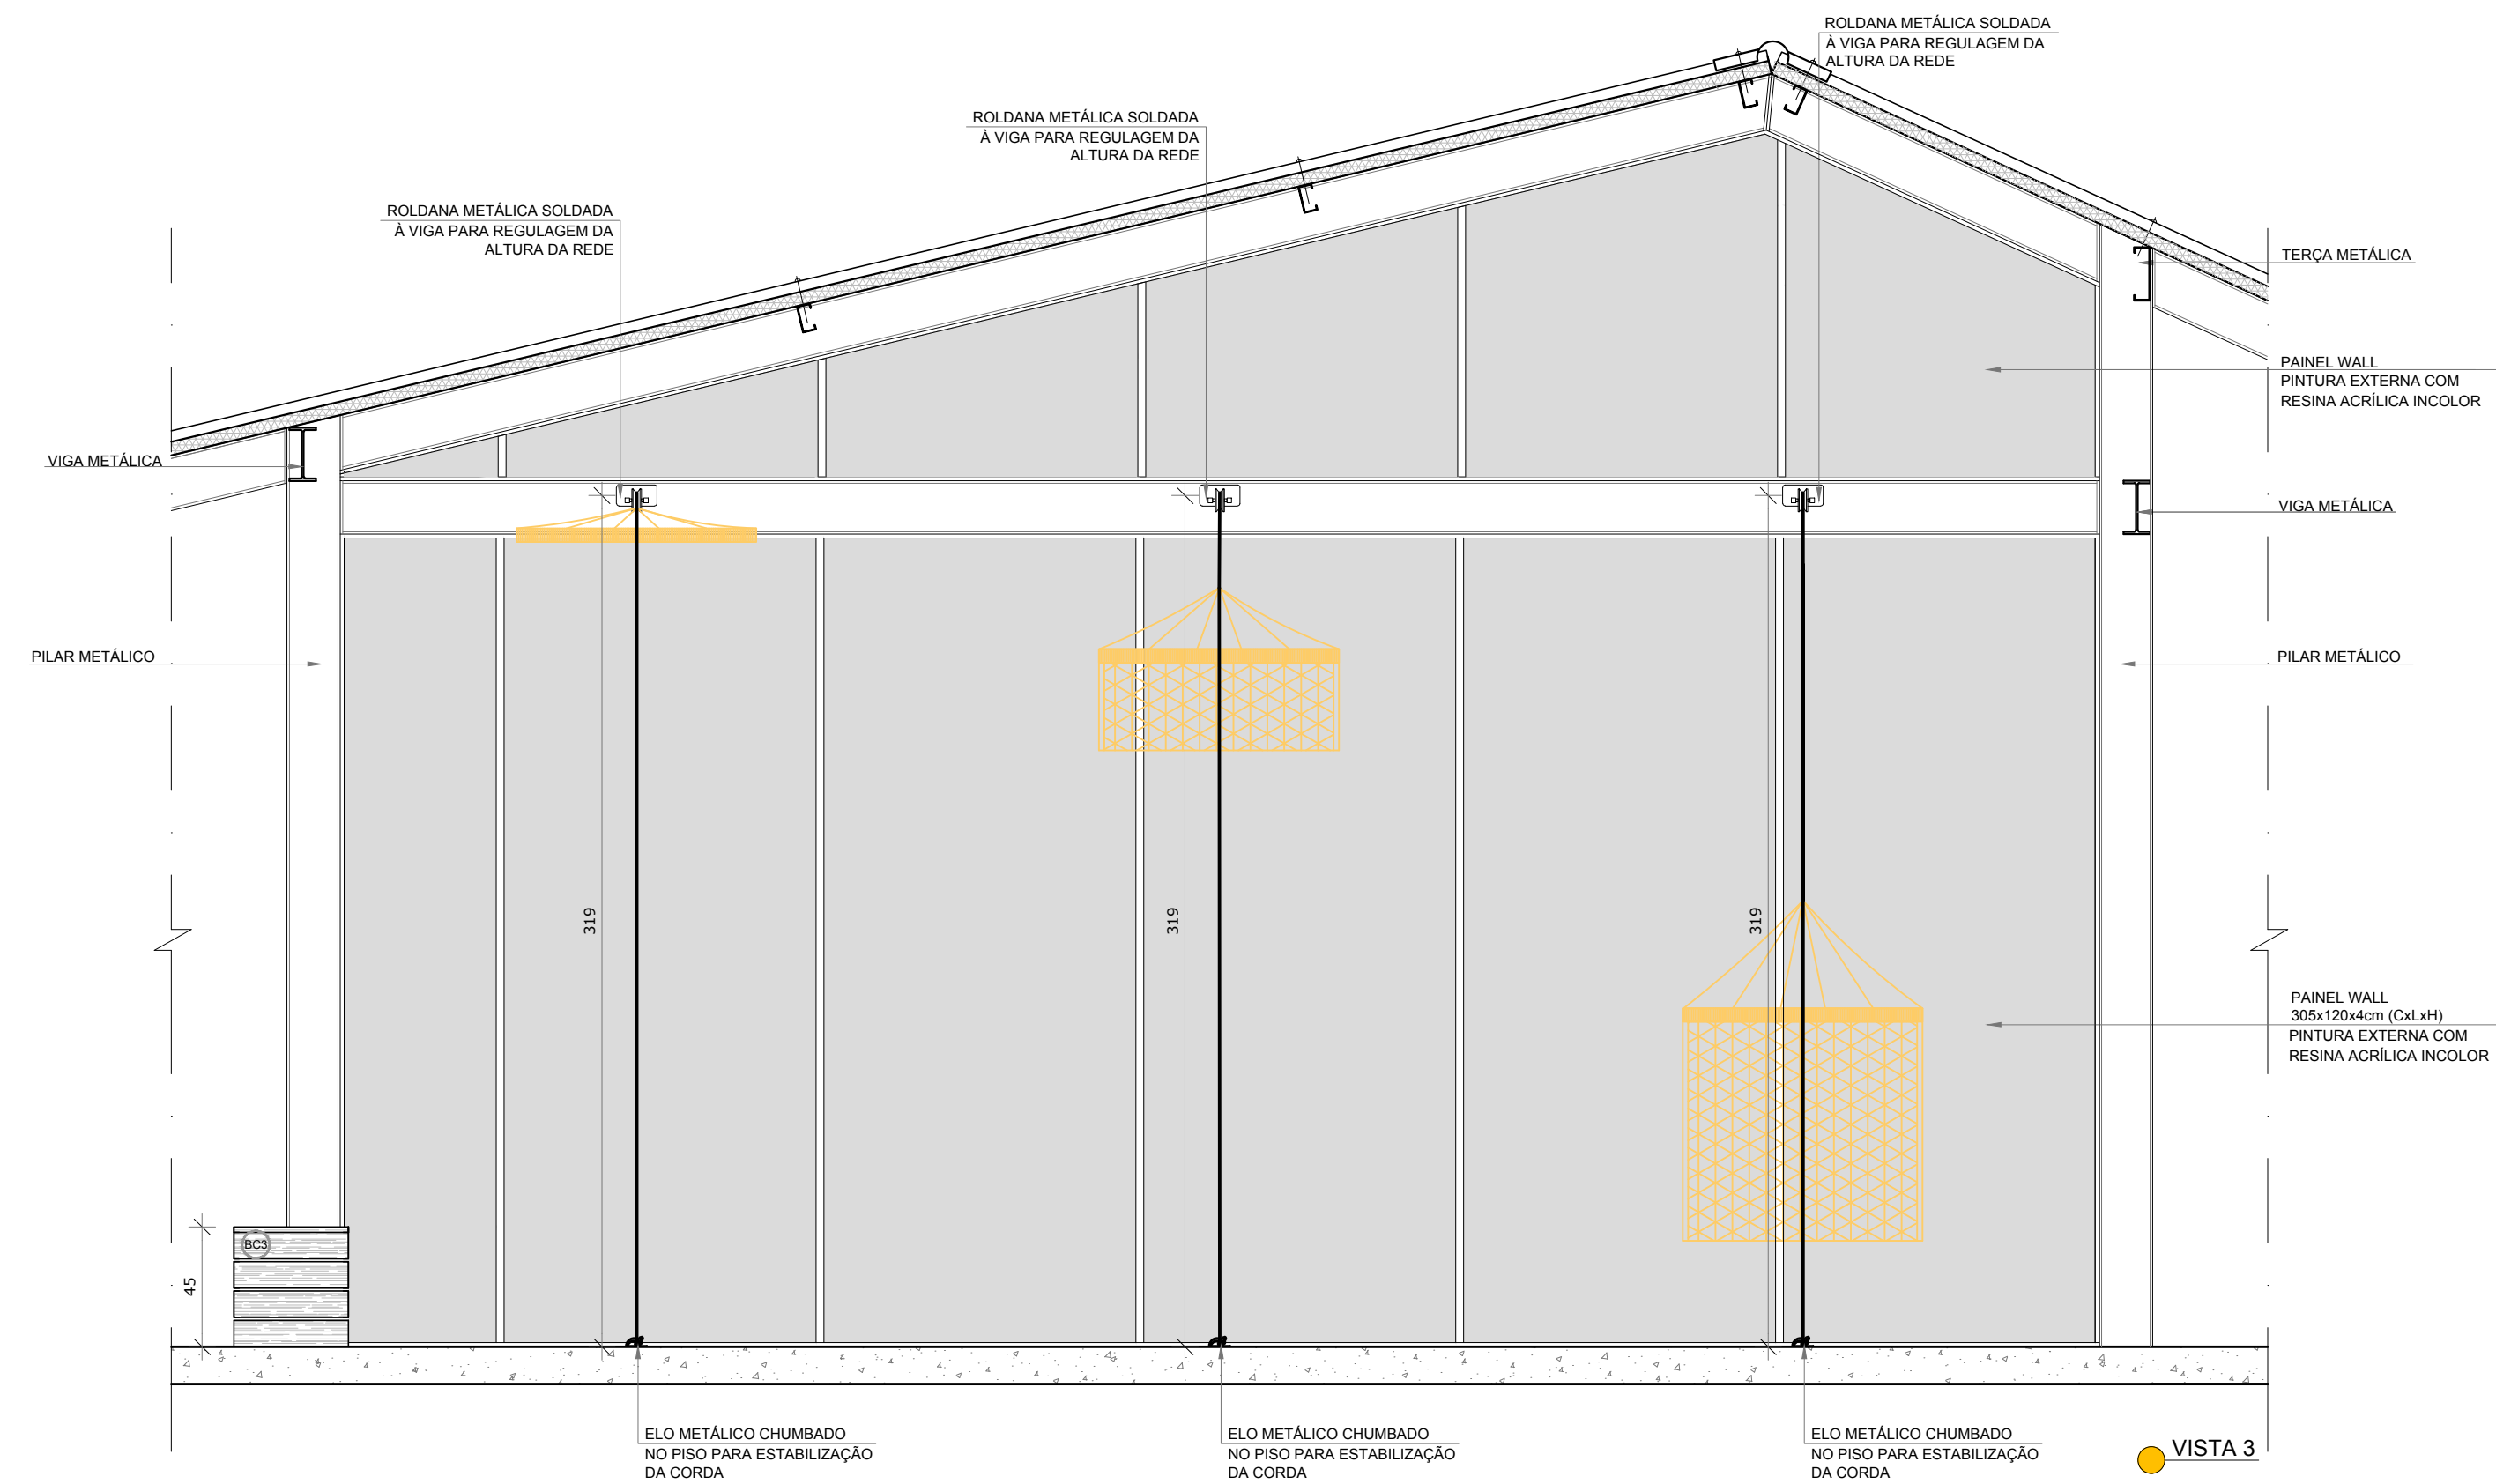 ROLDANA METÁLICA SOLDADA
À VIGA PARA REGULAGEM DA
ALTURA DA REDE
ROLDANA METÁLICA SOLDADA
À VIGA PARA REGULAGEM DA
ALTURA DA REDE
ROLDANA METÁLICA SOLDADA
À VIGA PARA REGULAGEM DA
ALTURA DA REDE
TERÇA METÁLICA
PAINEL WALL
PINTURA EXTERNA COM
RESINA ACRÍLICA INCOLOR
VIGA METÁLICA
VIGA METÁLICA
PILAR METÁLICO
PILAR METÁLICO
319
319
319
PAINEL WALL
305x120x4cm (CxLxH)
PINTURA EXTERNA COM
RESINA ACRÍLICA INCOLOR
BC3
45
ELO METÁLICO CHUMBADO
NO PISO PARA ESTABILIZAÇÃO
DA CORDA
ELO METÁLICO CHUMBADO
NO PISO PARA ESTABILIZAÇÃO
DA CORDA
ELO METÁLICO CHUMBADO
NO PISO PARA ESTABILIZAÇÃO
DA CORDA
VISTA 3